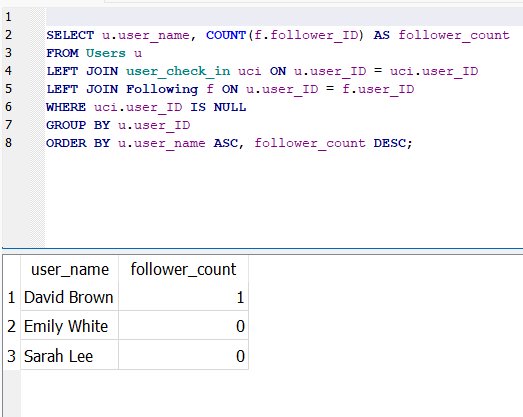 1
2 SELECT u.user_name, COUNT(f.follower_ID) AS follower_count
3 FROM Users u
4 LEFT JOIN user_check_in uci ON u.user_ID = uci.user_ID
5 LEFT JOIN Following f ON u.user_ID = f.user_ID
6 WHERE uci.user_ID IS NULL
7 GROUP BY u.user_ID
8 ORDER BY u.user_name ASC, follower_count DESC;
user_name follower_count
1 David Brown 1
2 Emily White 0
3 Sarah Lee 0